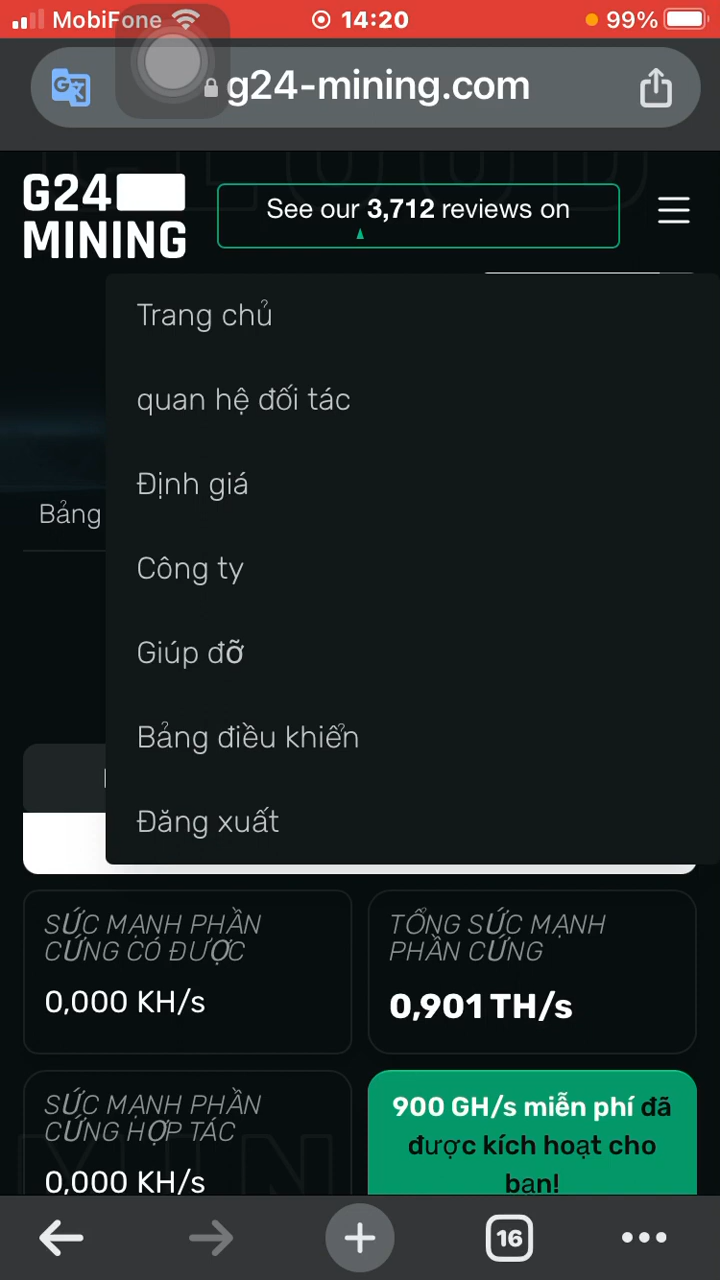 MobiFone 14:20 99%
g24-mining.com
G24
MINING
See our 3,712 reviews on
Trang chủ
quan hệ đối tác
Định giá
Bảng
Công ty
Giúp đỡ
Bảng điều khiển
Đăng xuất
SỨC MẠNH PHẦN
CỨNG CÓ ĐƯỢC
0,000 KH/s
TỔNG SỨC MẠNH
PHẦN CỨNG
0,901 TH/s
SỨC MẠNH PHẦN
CỨNG HỢP TÁC
0,000 KH/s
900 GH/s miễn phí đã
được kích hoạt cho
bạn!
16